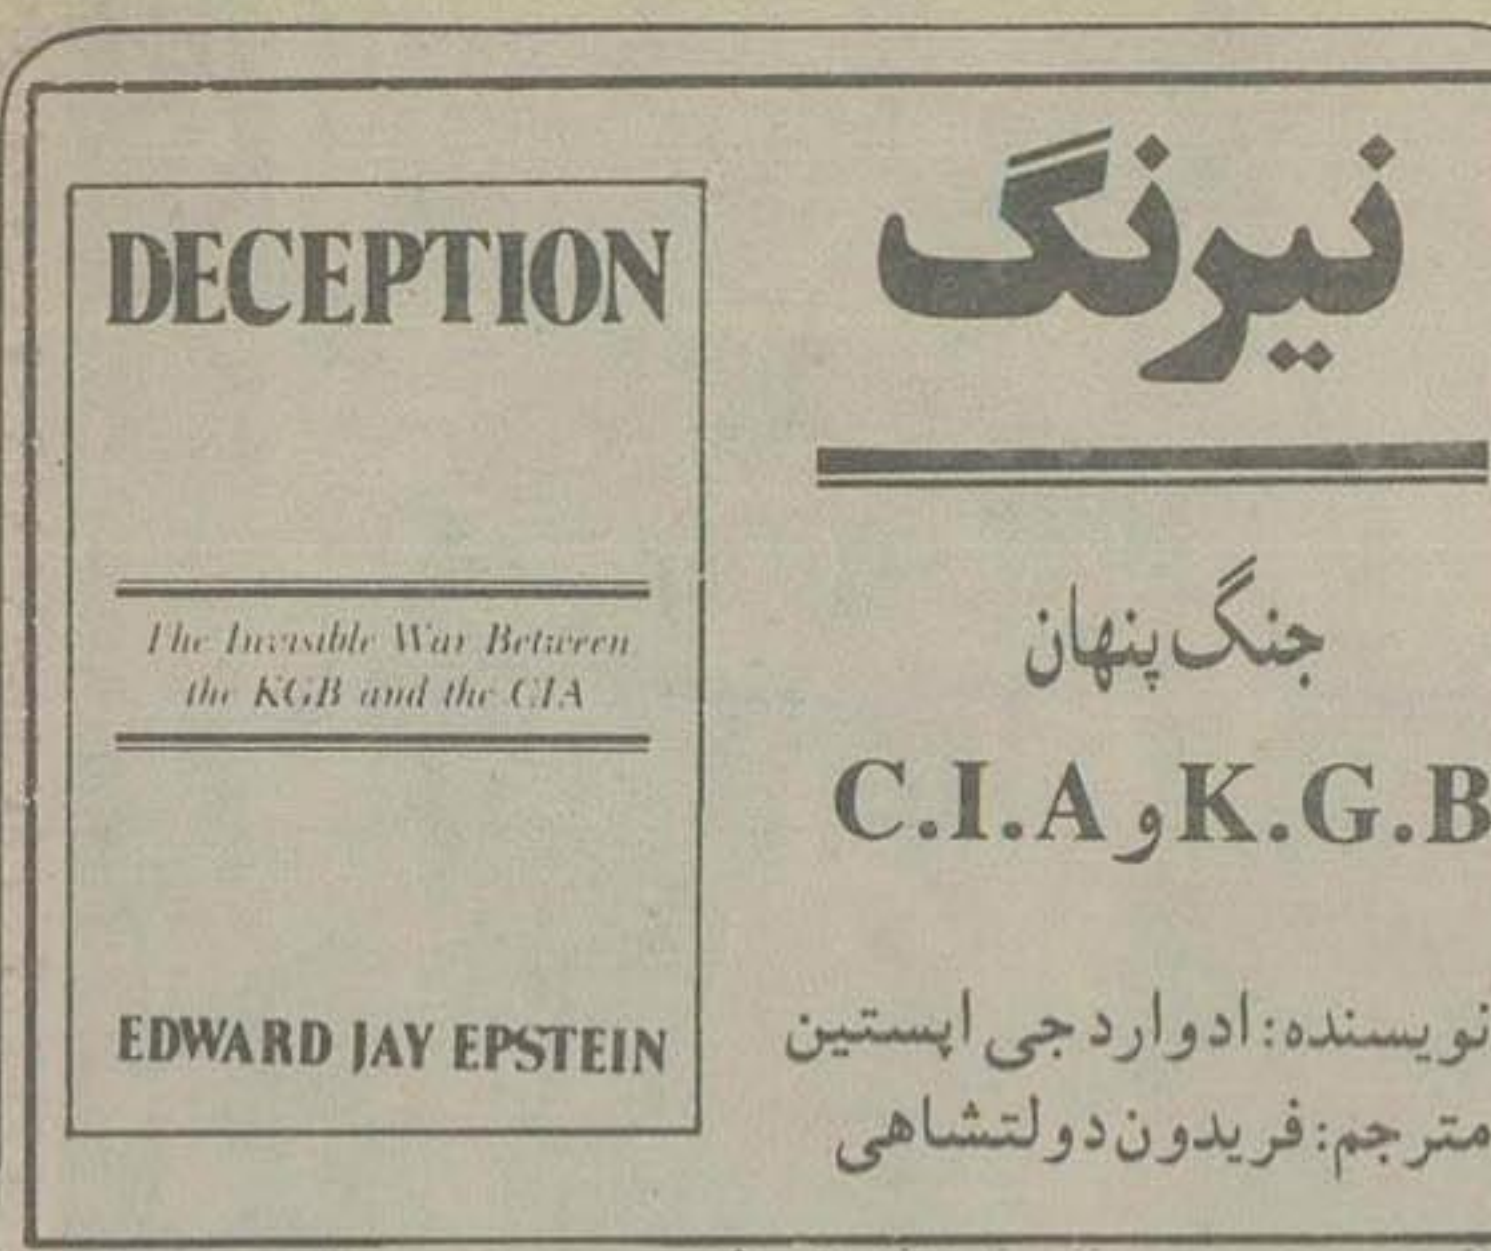 نیرنگ
جنگ پنهان
C.I.A و K.G.B
نویسنده: ادوارد جی اپستین
مترجم: فریدون دولتشاهی
DECEPTION
The Invisible War Between
the KGB and the CIA
EDWARD JAY EPSTEIN